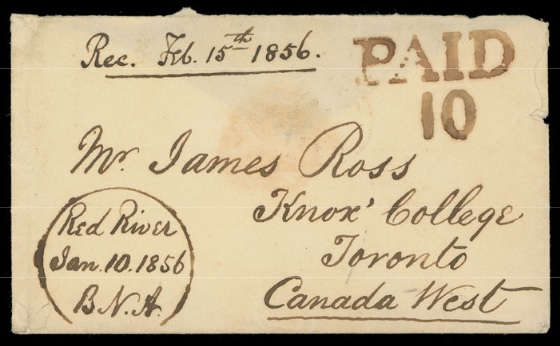 Rec. Feb. 15th 1856.
PAID
10
Mr. James Ross
Knox' College
Toronto
Canada West
Red River
Jan. 10. 1856
B.N.A.